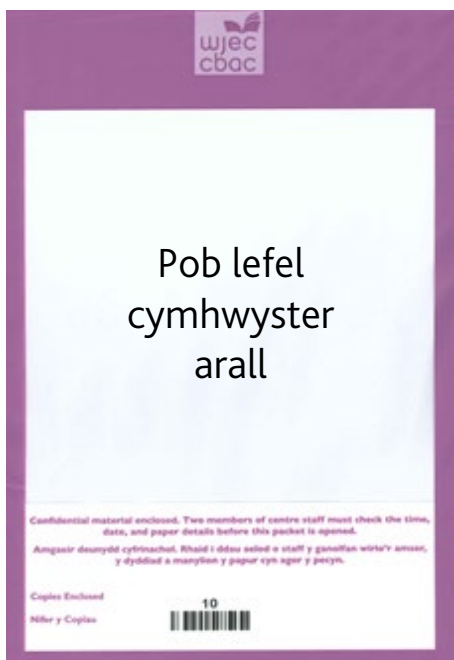 wjec
cbac
Pob lefel
cymhwyster
arall
Confidential material enclosed. Two members of centre staff must check the time,
date, and paper details before this packet is opened.
Amgaeir deunydd cyfrinachol. Rhaid i ddau aelod o staff y ganolfan wirio'r amser,
y dyddiad a manylion y papur cyn agor y pecyn.
Copies Enclosed
10
Nifer y Copïau